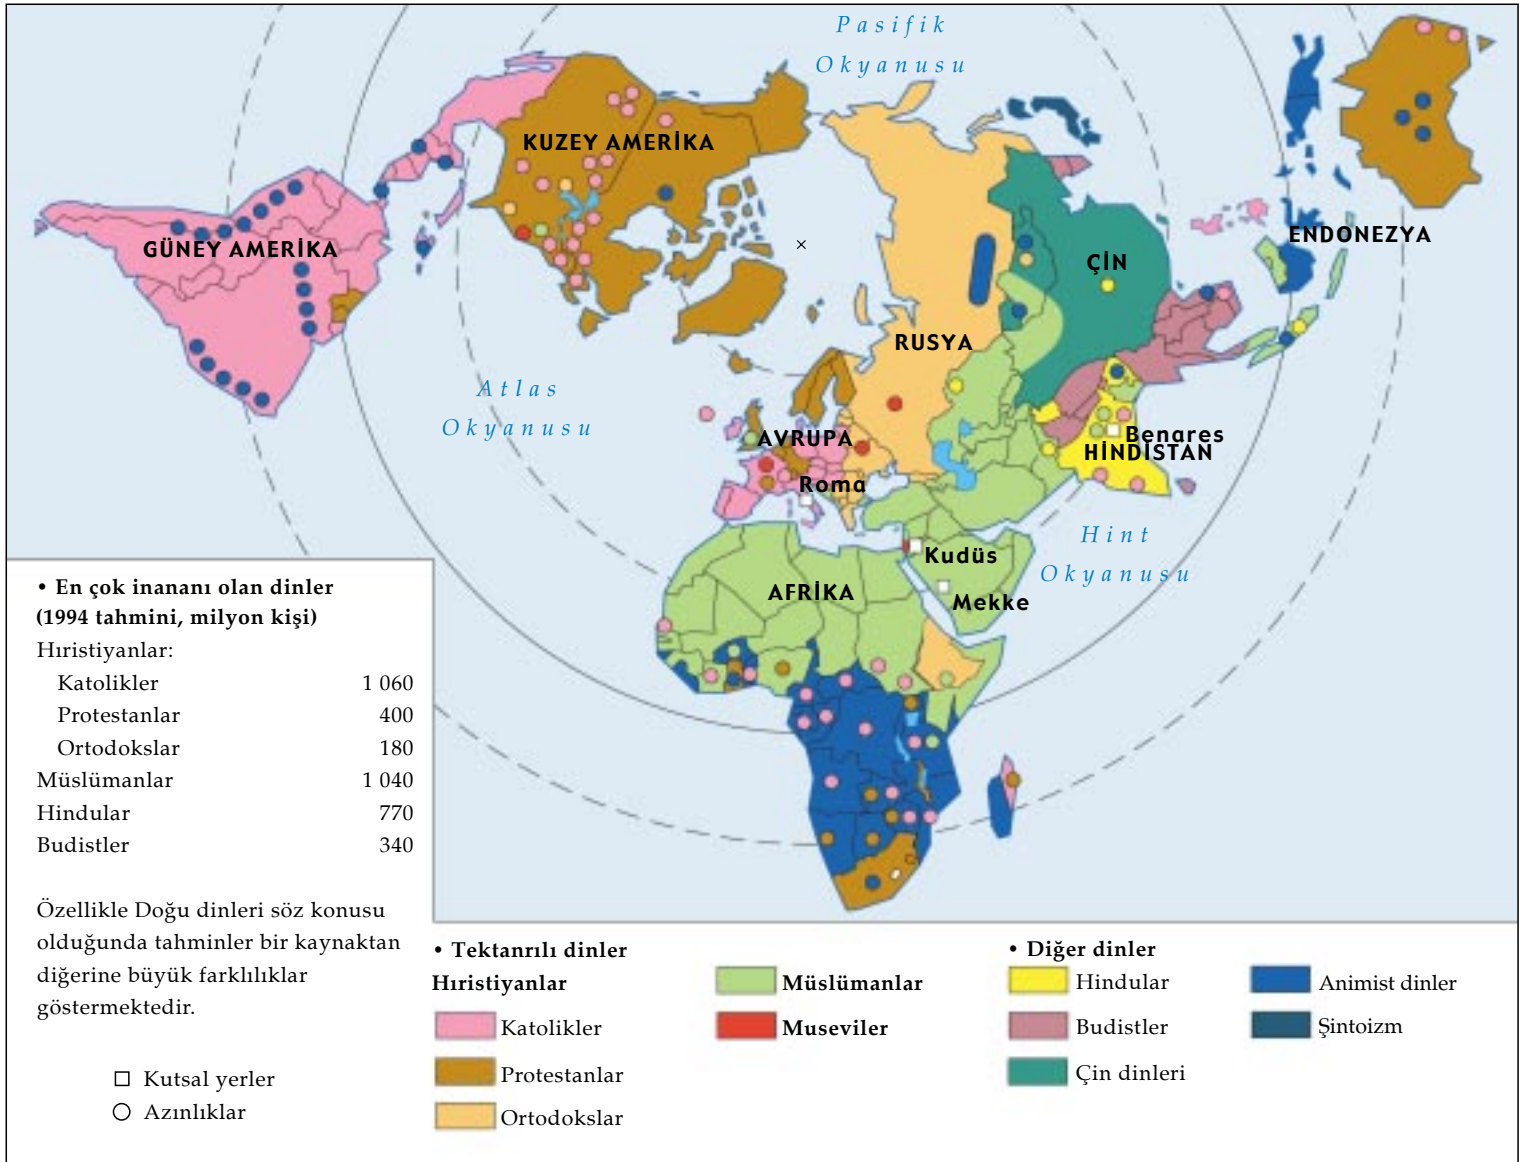 Pasifik
Okyanusu
KUZEY AMERİKA
GÜNEY AMERİKA
ENDONEZYA
ÇİN
RUSYA
Atlas
Okyanusu
AVRUPA
Benares
HİNDİSTAN
Roma
Hint
Okyanusu
Kudüs
AFRİKA
Mekke
• En çok inananı olan dinler
(1994 tahmini, milyon kişi)
Hıristiyanlar:
Katolikler 1 060
Protestanlar 400
Ortodokslar 180
Müslümanlar 1 040
Hindular 770
Budistler 340
Özellikle Doğu dinleri söz konusu
olduğunda tahminler bir kaynaktan
diğerine büyük farklılıklar
göstermektedir.
Kutsal yerler
Azınlıklar
• Tektanrılı dinler
Hıristiyanlar
Katolikler
Protestanlar
Ortodokslar
Müslümanlar
Museviler
• Diğer dinler
Hindular
Budistler
Çin dinleri
Animist dinler
Şintoizm